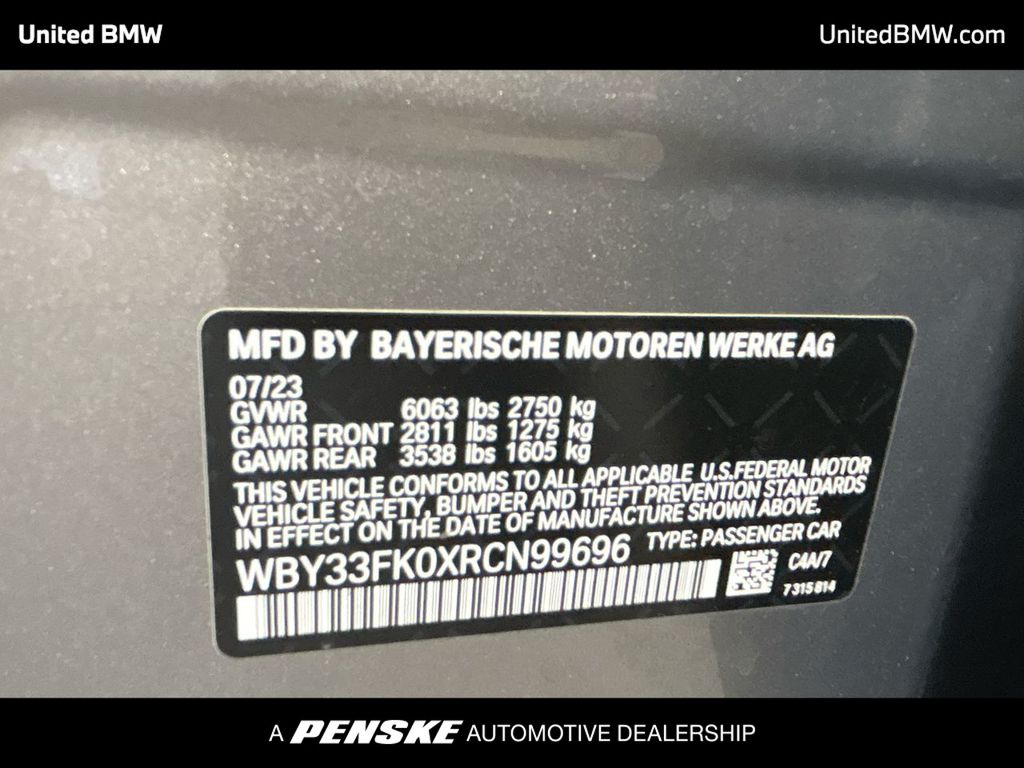 United BMW
UnitedBMW.com
MFD BY BAYERISCHE MOTOREN WERKE AG
07/23
GVWR 6063 lbs 2750 kg
GAWR FRONT 2811 lbs 1275 kg
GAWR REAR 3538 lbs 1605 kg
THIS VEHICLE CONFORMS TO ALL APPLICABLE U.S.FEDERAL MOTOR
VEHICLE SAFETY, BUMPER AND THEFT PREVENTION STANDARDS
IN EFFECT ON THE DATE OF MANUFACTURE SHOWN ABOVE.
WBY33FK0XRCN99696 TYPE: PASSENGER CAR
C4A/7
7315814
A PENSKE AUTOMOTIVE DEALERSHIP